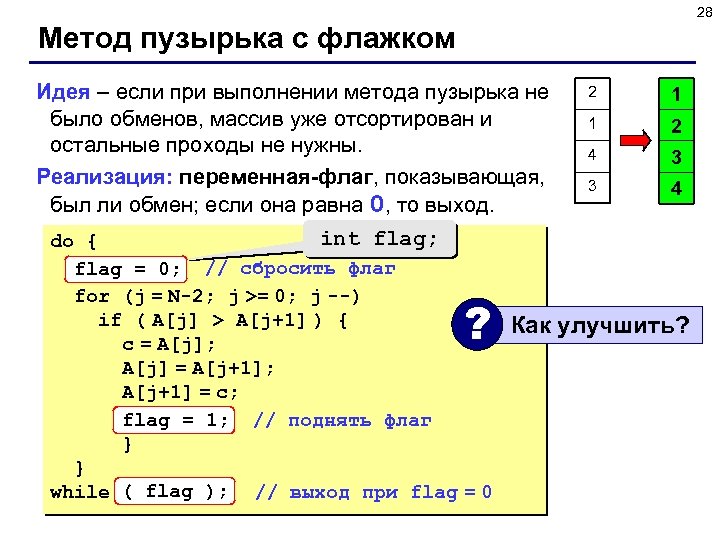 28
Метод пузырька с флажком
Идея – если при выполнении метода пузырька не
было обменов, массив уже отсортирован и
остальные проходы не нужны.
Реализация: переменная-флаг, показывающая,
был ли обмен; если она равна 0, то выход.
2
1
4
3
1
2
3
4
int flag;
do {
flag = 0; // сбросить флаг
for (j = N-2; j >= 0; j --)
if ( A[j] > A[j+1] ) {
c = A[j];
A[j] = A[j+1];
A[j+1] = c;
flag = 1; // поднять флаг
}
}
while ( flag ); // выход при flag = 0
? Как улучшить?